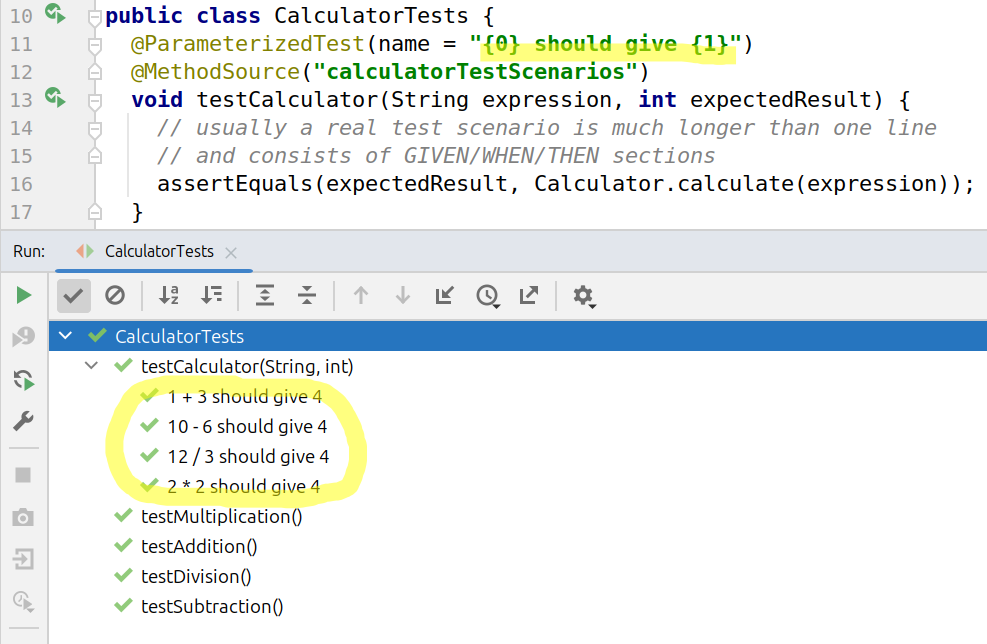 10 public class CalculatorTests {
11 @ParameterizedTest(name = "{0} should give {1}")
12 @MethodSource("calculatorTestScenarios")
13 void testCalculator(String expression, int expectedResult) {
14 // usually a real test scenario is much longer than one line
15 // and consists of GIVEN/WHEN/THEN sections
16 assertEquals(expectedResult, Calculator.calculate(expression));
17 }
Run: CalculatorTests
CalculatorTests
testCalculator(String, int)
1 + 3 should give 4
10 - 6 should give 4
12 / 3 should give 4
2 * 2 should give 4
testMultiplication()
testAddition()
testDivision()
testSubtraction()